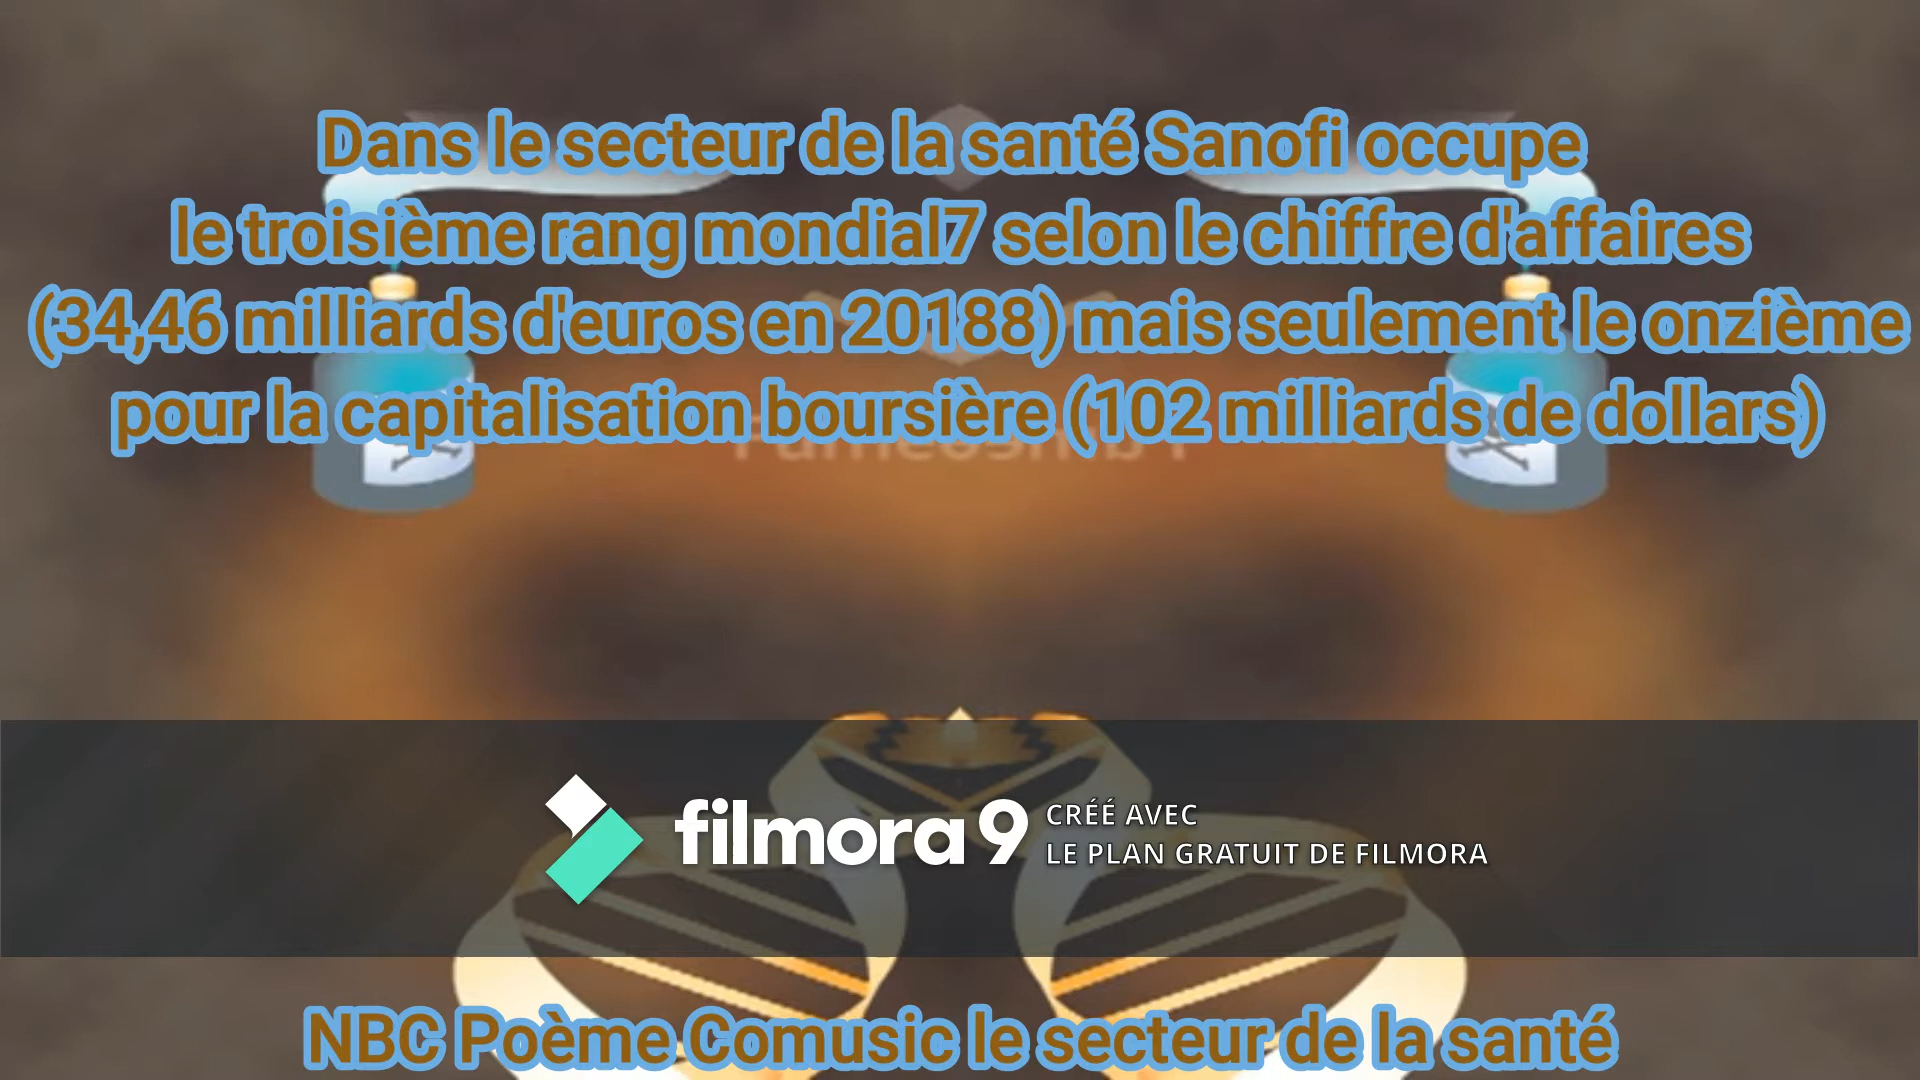 Dans le secteur de la santé Sanofi occupe
le troisième rang mondial7 selon le chiffre d'affaires
(34,46 milliards d'euros en 20188) mais seulement le onzième
pour la capitalisation boursière (102 milliards de dollars)
filmora 9
CRÉÉ AVEC
LE PLAN GRATUIT DE FILMORA
NBC Poème Comusic le secteur de la santé